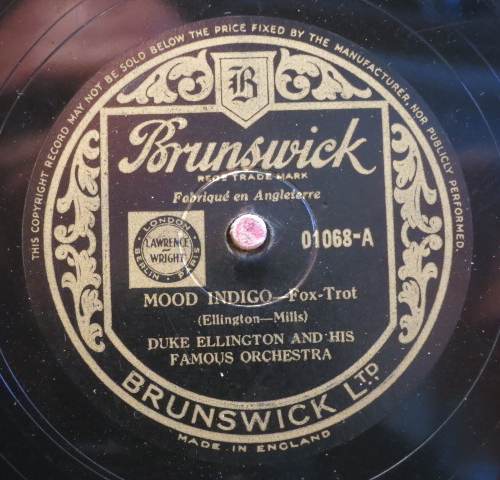 THIS COPYRIGHT RECORD MAY NOT BE SOLD BELOW THE PRICE FIXED BY THE MANUFACTURER, NOR PUBLICLY PERFORMED.
B
Brunswick
REGD TRADE MARK
Fabriqué en Angleterre
LONDON
LAWRENCE
WRIGHT
BERLIN PARIS
01068-A
MOOD INDIGO—Fox-Trot
(Ellington—Mills)
DUKE ELLINGTON AND HIS
FAMOUS ORCHESTRA
BRUNSWICK LTD
MADE IN ENGLAND